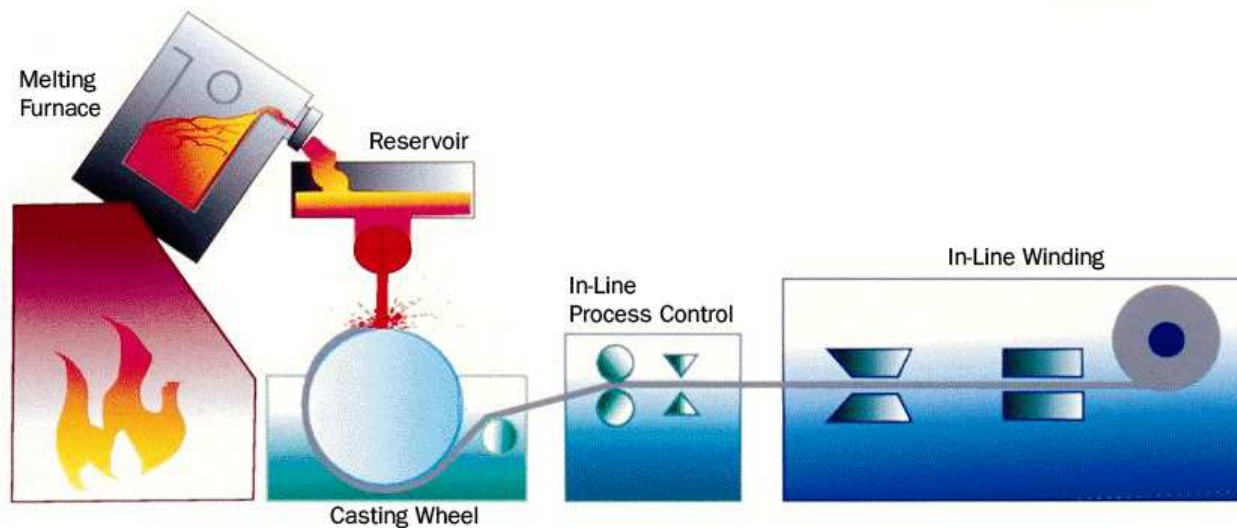 Melting
Furnace
Reservoir
In-Line
Process Control
In-Line Winding
Casting Wheel